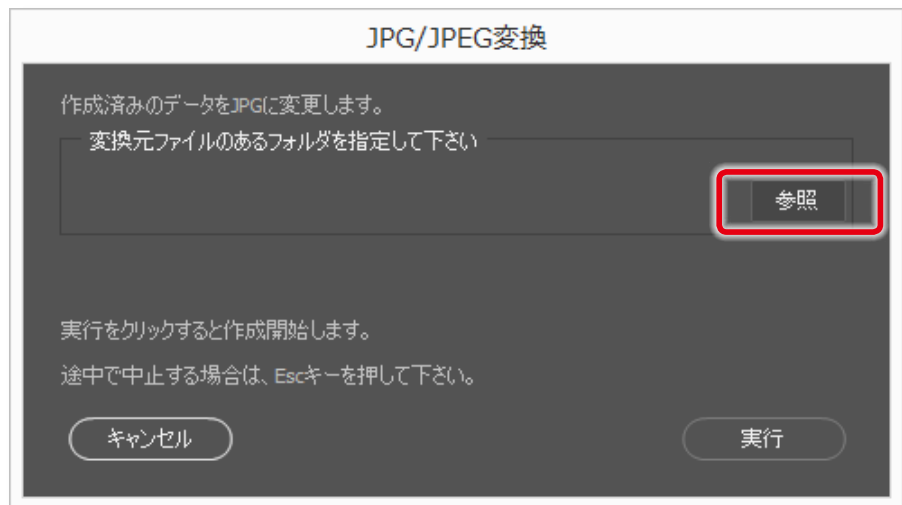 JPG/JPEG変換
作成済みのデータをJPGに変更します。
変換元ファイルのあるフォルダを指定して下さい
参照
実行をクリックすると作成開始します。
途中で中止する場合は、Escキーを押して下さい。
キャンセル
実行